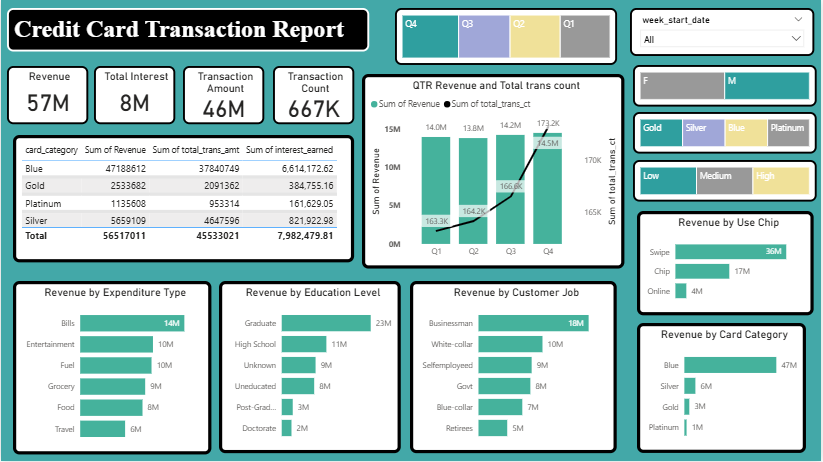 Credit Card Transaction Report
Q4 Q3 Q2 Q1
week_start_date
All
Revenue
57M
Total Interest
8M
Transaction Amount
46M
Transaction Count
667K
F M
Gold Silver Blue Platinum
Low Medium High
card_category Sum of Revenue Sum of total_trans_amt Sum of interest_earned
Blue 47188612 37840749 6,614,172.62
Gold 2533682 2091362 384,755.16
Platinum 1135608 953314 161,629.05
Silver 5659109 4647596 821,922.98
Total 56517011 45533021 7,982,479.81
QTR Revenue and Total trans count
Sum of Revenue Sum of total_trans_ct
Sum of Revenue
15M
10M
5M
0M
14.0M 13.8M 14.2M 14.5M
163.3K 164.2K 166.6K 173.2K
Q1 Q2 Q3 Q4
170K
165K
Sum of total_trans_ct
Revenue by Use Chip
Swipe 36M
Chip 17M
Online 4M
Revenue by Expenditure Type
Bills 14M
Entertainment 10M
Fuel 10M
Grocery 9M
Food 8M
Travel 6M
Revenue by Education Level
Graduate 23M
High School 11M
Unknown 9M
Uneducated 8M
Post-Grad... 3M
Doctorate 2M
Revenue by Customer Job
Businessman 18M
White-collar 10M
Selfemployeed 9M
Govt 8M
Blue-collar 7M
Retirees 5M
Revenue by Card Category
Blue 47M
Silver 6M
Gold 3M
Platinum 1M